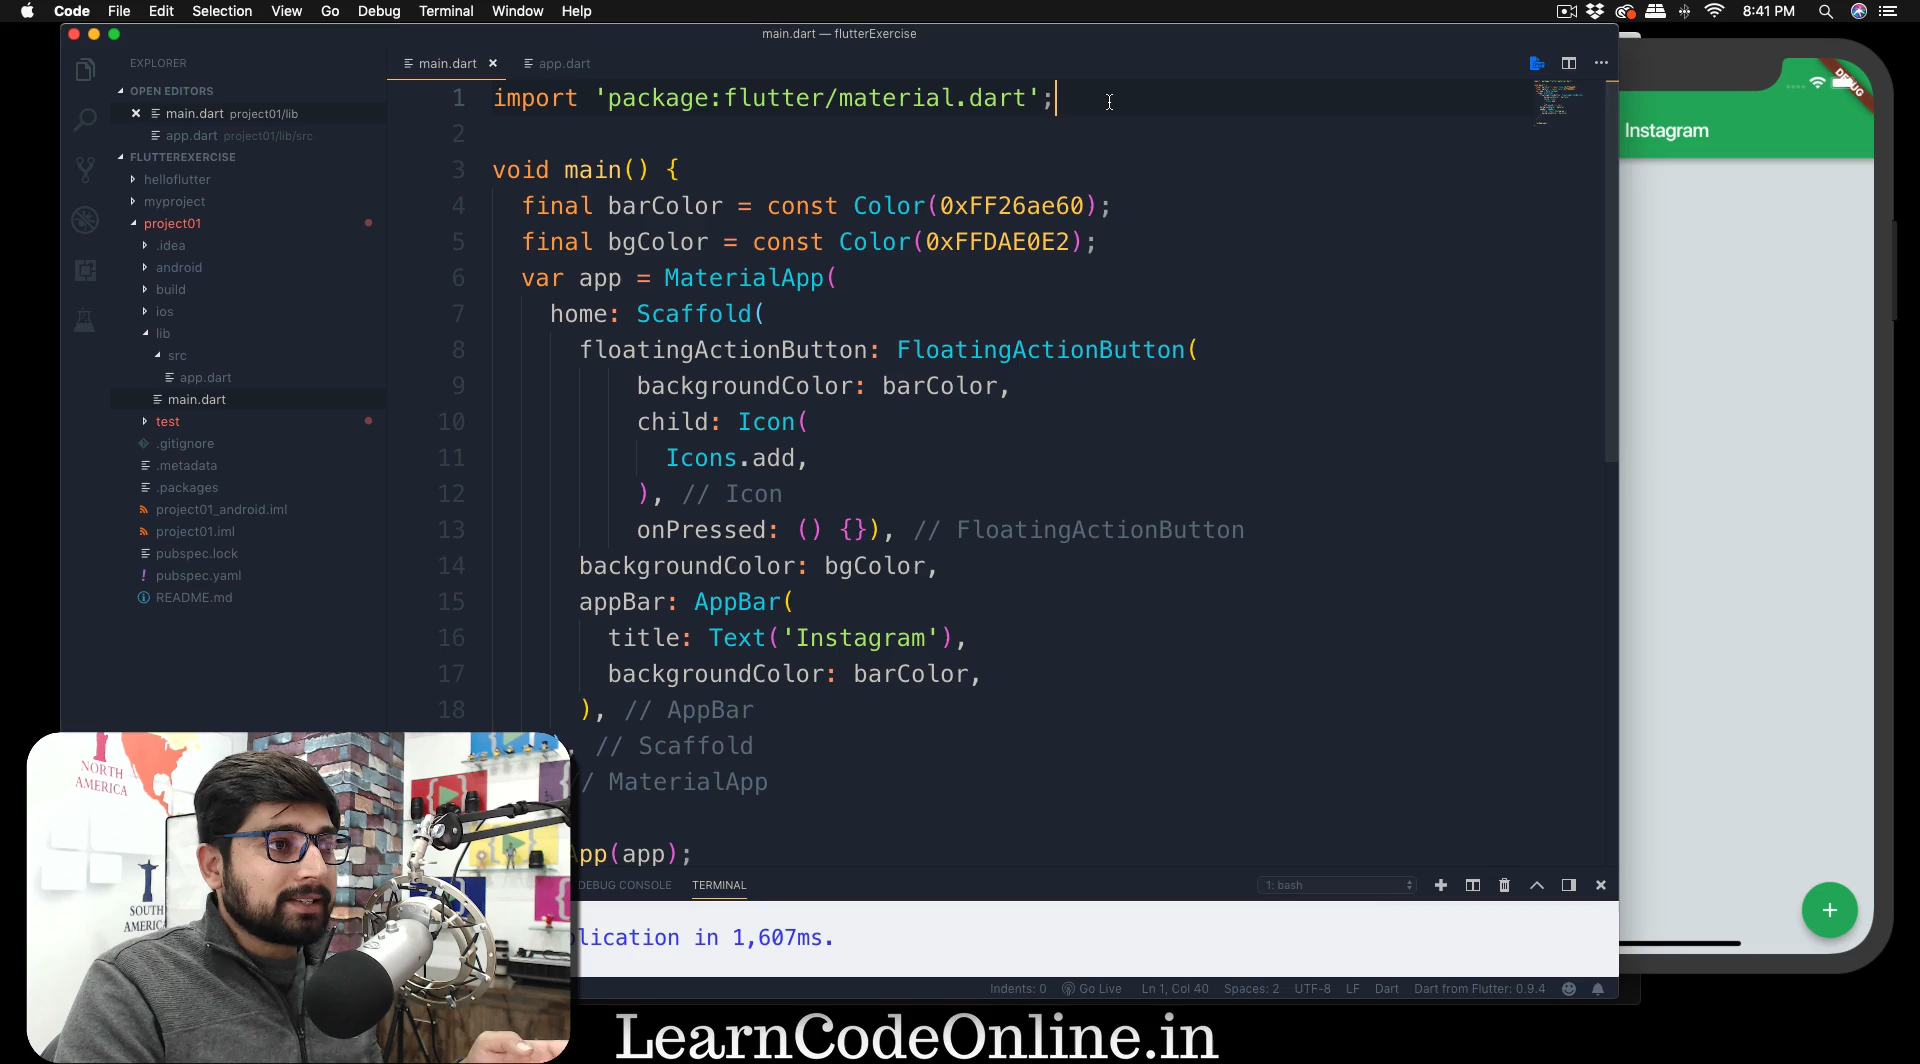 Code File Edit Selection View Go Debug Terminal Window Help
8:41 PM
main.dart — flutterExercise
EXPLORER
OPEN EDITORS
main.dart project01/lib
app.dart project01/lib/src
FLUTTEREXERCISE
helloflutter
myproject
project01
.idea
android
build
ios
lib
src
app.dart
main.dart
test
.gitignore
.metadata
.packages
project01_android.iml
project01.iml
pubspec.lock
pubspec.yaml
README.md
main.dart app.dart
1 import 'package:flutter/material.dart';
2
3 void main() {
4 final barColor = const Color(0xFF26ae60);
5 final bgColor = const Color(0xFFDAE0E2);
6 var app = MaterialApp(
7 home: Scaffold(
8 floatingActionButton: FloatingActionButton(
9 backgroundColor: barColor,
10 child: Icon(
11 Icons.add,
12 ), // Icon
13 onPressed: () {}), // FloatingActionButton
14 backgroundColor: bgColor,
15 appBar: AppBar(
16 title: Text('Instagram'),
17 backgroundColor: barColor,
18 ), // AppBar
, // Scaffold
// MaterialApp
App(app);
DEBUG CONSOLE TERMINAL
1: bash
plication in 1,607ms.
Indents: 0 Go Live Ln 1, Col 40 Spaces: 2 UTF-8 LF Dart Dart from Flutter: 0.9.4
DEBUG
Instagram
+
NORTH
AMERICA
SOUTH
AMERICA
LearnCodeOnline.in